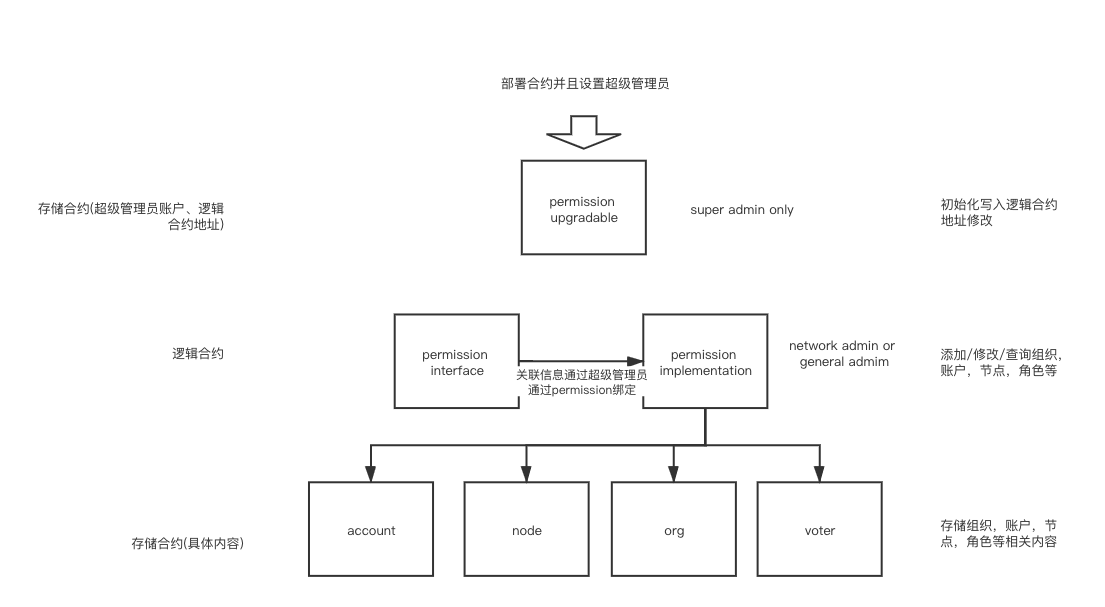 部署合约并且设置超级管理员
存储合约(超级管理员账户、逻辑
合约地址)
permission
upgradable
super admin only
初始化写入逻辑合约
地址修改
逻辑合约
permission
interface
关联信息通过超级管理员
通过permission绑定
permission
implementation
network admin or
general admim
添加/修改/查询组织，
账户，节点，角色等
存储合约(具体内容)
account
node
org
voter
存储组织，账户，节
点，角色等相关内容